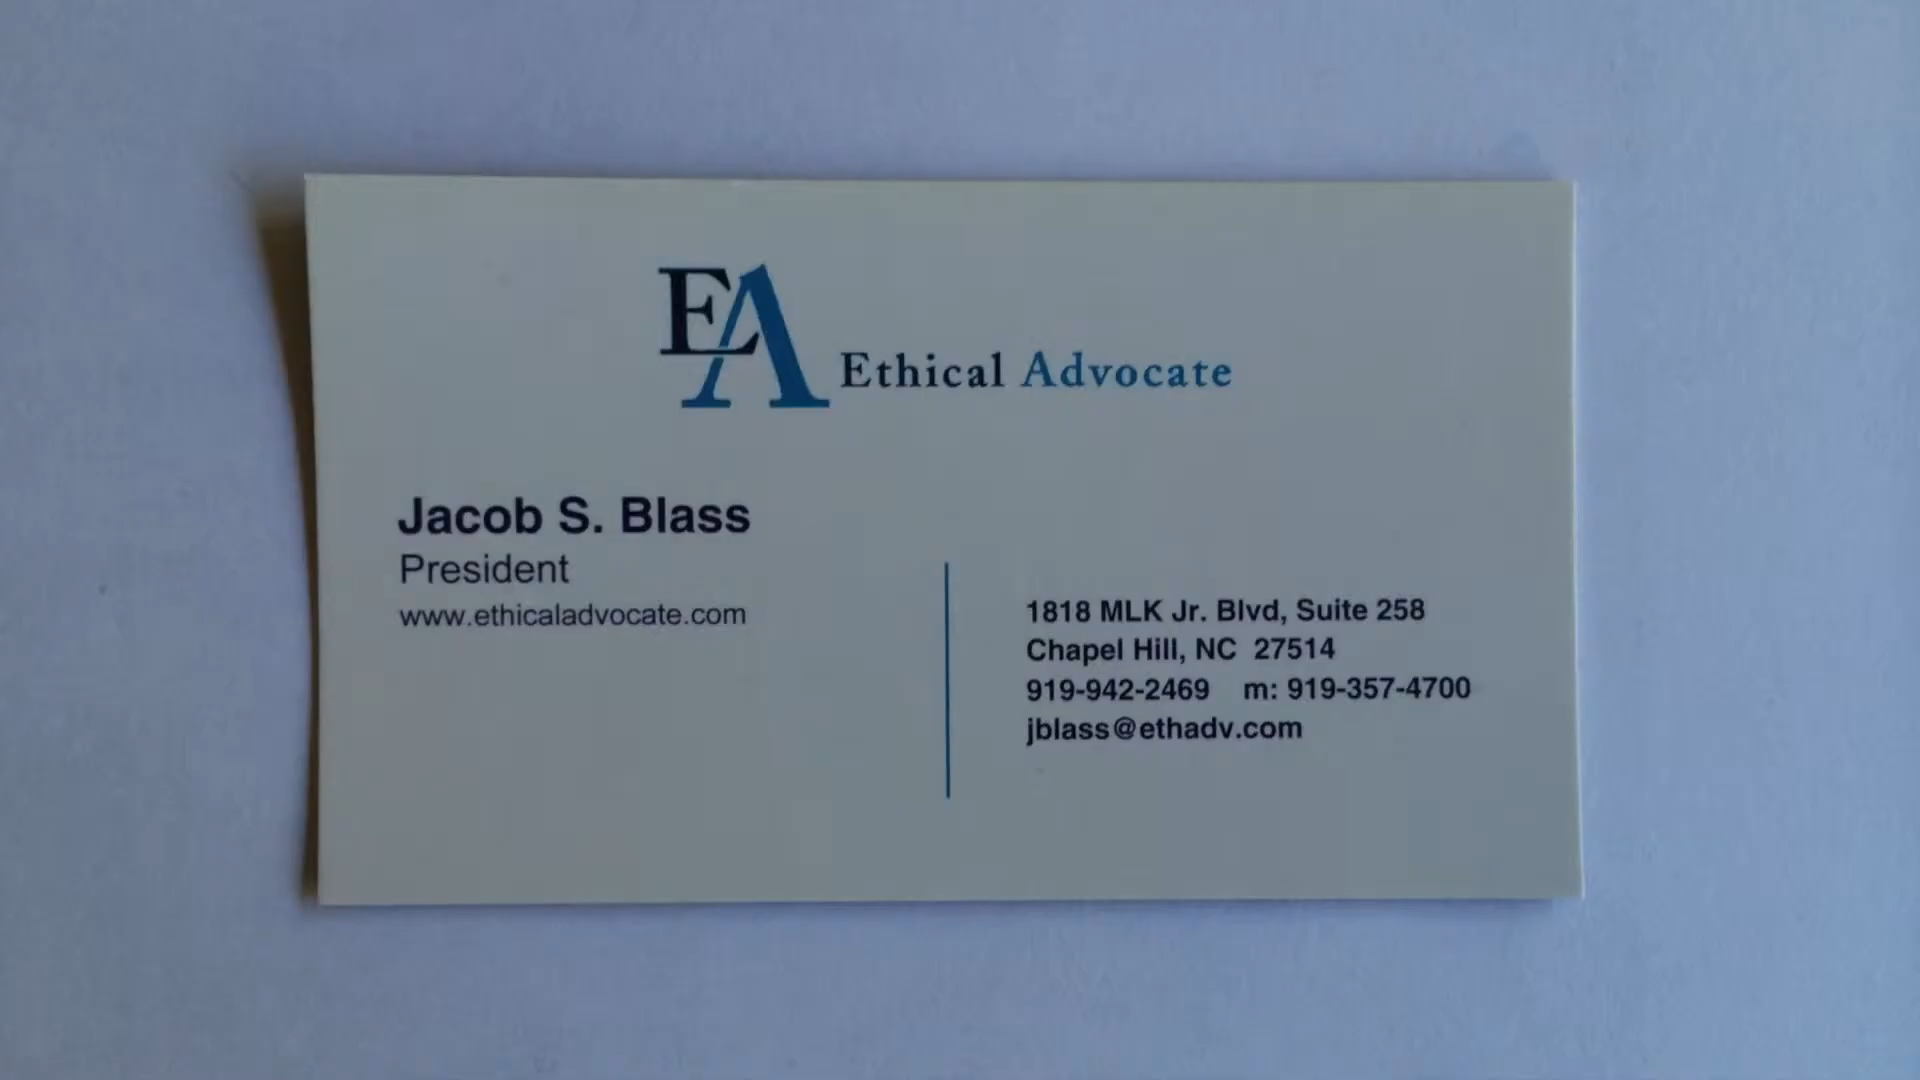 EA Ethical Advocate
Jacob S. Blass
President
www.ethicaladvocate.com
1818 MLK Jr. Blvd, Suite 258
Chapel Hill, NC 27514
919-942-2469 m: 919-357-4700
jblass@ethadv.com